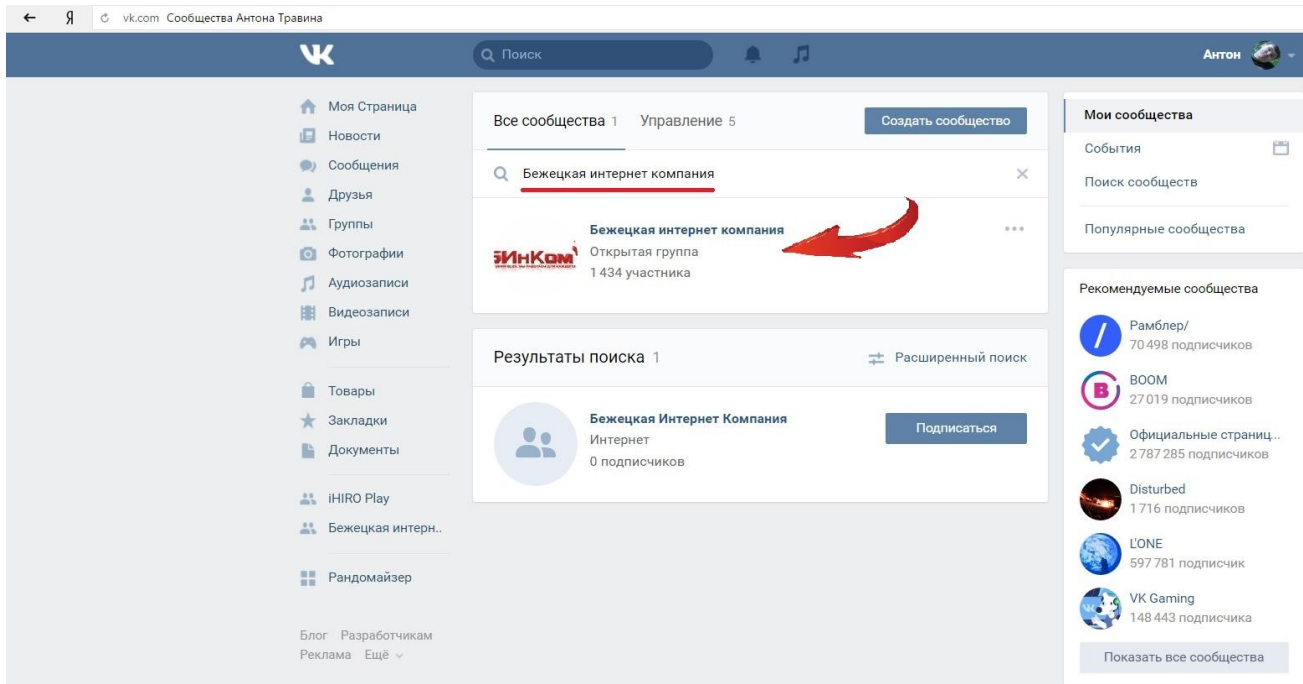 Я vk.com Сообщества Антона Травина
Поиск
Антон
Моя Страница
Новости
Сообщения
Друзья
Группы
Фотографии
Аудиозаписи
Видеозаписи
Игры
Товары
Закладки
Документы
iHIRO Play
Бежецкая интерн..
Рандомайзер
Блог Разработчикам
Реклама Ещё
Все сообщества 1 Управление 5 Создать сообщество
Бежецкая интернет компания
БИнКом
Бежецкая интернет компания
Открытая группа
1 434 участника
Результаты поиска 1 Расширенный поиск
Бежецкая Интернет Компания
Интернет
0 подписчиков
Подписаться
Мои сообщества
События
Поиск сообществ
Популярные сообщества
Рекомендуемые сообщества
Рамблер/
70 498 подписчиков
BOOM
27 019 подписчиков
Официальные страниц...
2 787 285 подписчиков
Disturbed
1 716 подписчиков
L'ONE
597 781 подписчик
VK Gaming
148 443 подписчика
Показать все сообщества